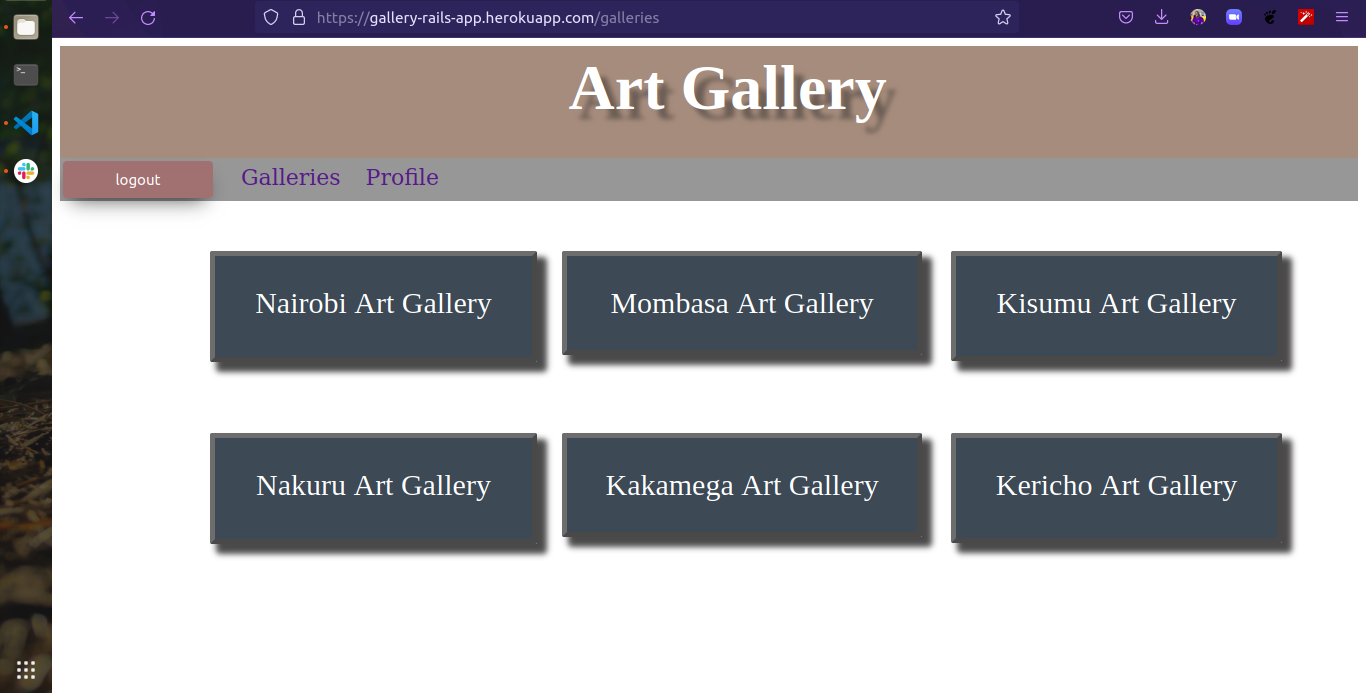 https://gallery-rails-app.herokuapp.com/galleries
Art Gallery
logout Galleries Profile
Nairobi Art Gallery Mombasa Art Gallery Kisumu Art Gallery
Nakuru Art Gallery Kakamega Art Gallery Kericho Art Gallery